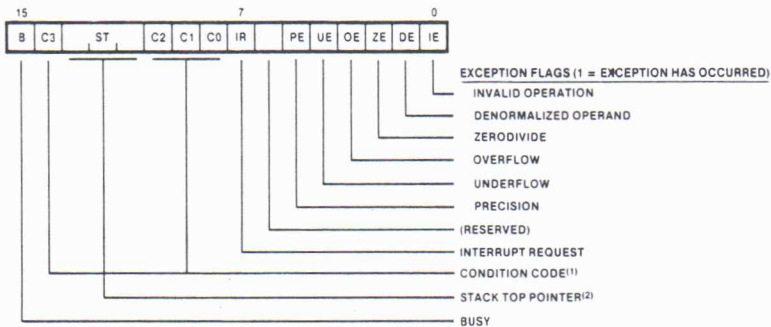 15 7 0
B C3 ST C2 C1 C0 IR PE UE OE ZE DE IE
EXCEPTION FLAGS (1 = EXCEPTION HAS OCCURRED)
INVALID OPERATION
DENORMALIZED OPERAND
ZERODIVIDE
OVERFLOW
UNDERFLOW
PRECISION
(RESERVED)
INTERRUPT REQUEST
CONDITION CODE(1)
STACK TOP POINTER(2)
BUSY